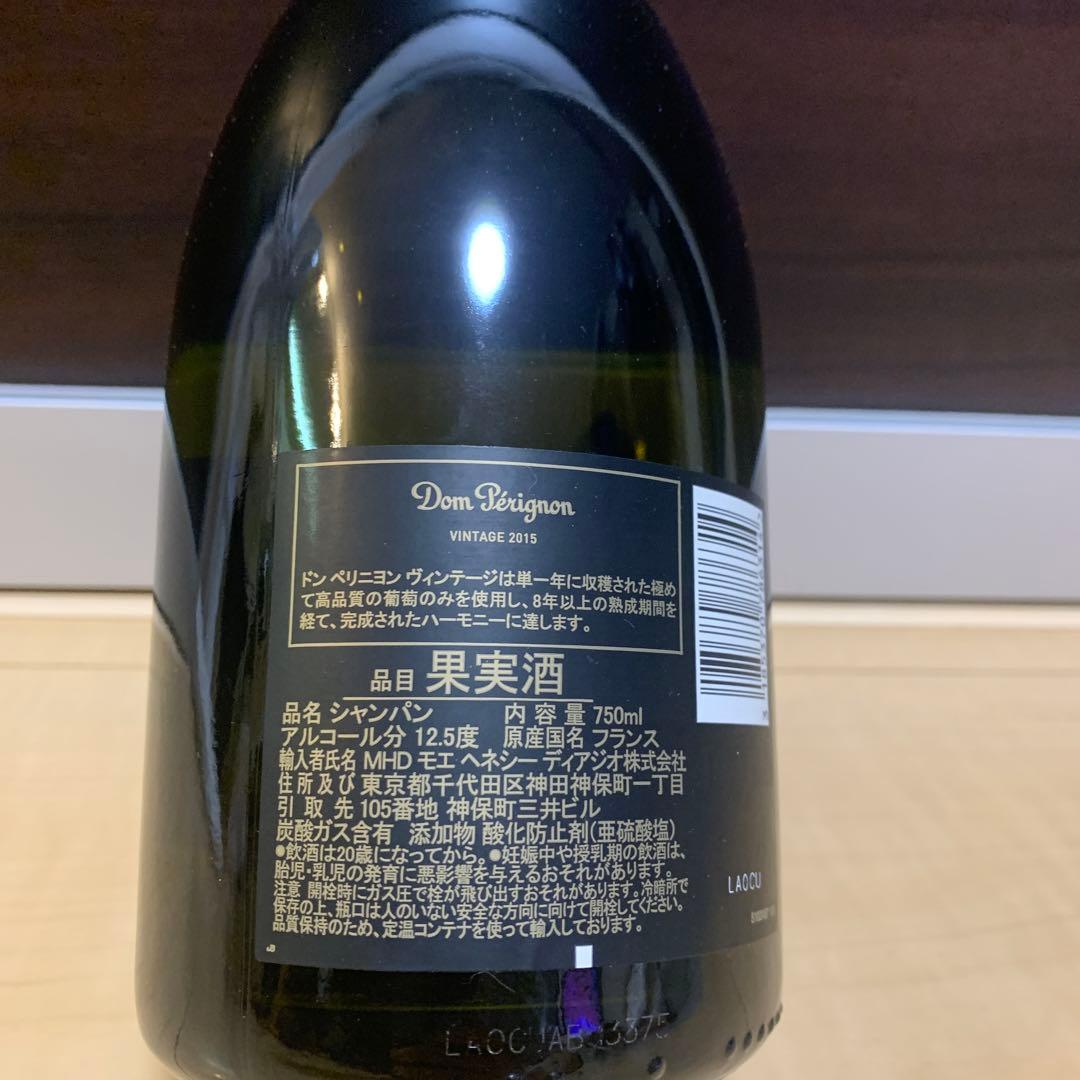 Dom Pérignon
VINTAGE 2015
ドン ペリニヨン ヴィンテージは単一年に収穫された極め
て高品質の葡萄のみを使用し、8年以上の熟成期間を
経て、完成されたハーモニーに達します。
品目 果実酒
品名 シャンパン 内容量 750ml
アルコール分 12.5度 原産国名 フランス
輸入者氏名 MHD モエ ヘネシー ディアジオ株式会社
住所及び 東京都千代田区神田神保町一丁目
引取先 105番地 神保町三井ビル
炭酸ガス含有 添加物 酸化防止剤(亜硫酸塩)
●飲酒は20歳になってから。●妊娠中や授乳期の飲酒は、
胎児・乳児の発育に悪影響を与えるおそれがあります。
注意 開栓時にガス圧で栓が飛び出すおそれがあります。冷暗所で
保存の上、瓶口は人のいない安全な方向に向けて開栓してください。
品質保持のため、定温コンテナを使って輸入しております。
JB
LAOCU